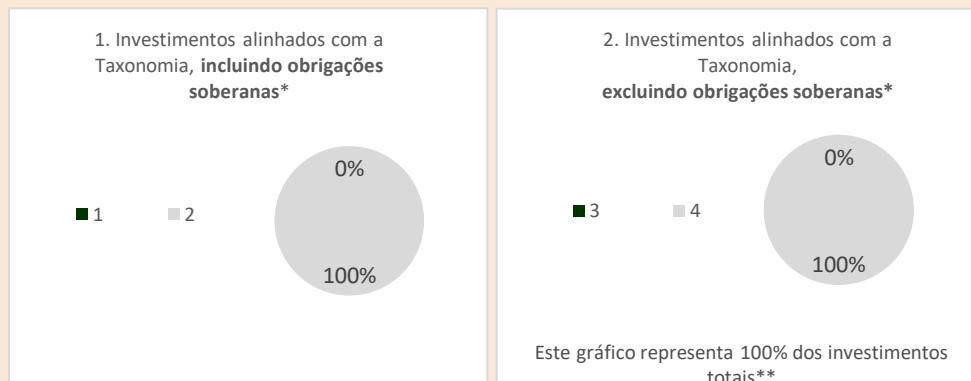 1. Investimentos alinhados com a
Taxonomia, incluindo obrigações
soberanas*
0%
1 2
100%
2. Investimentos alinhados com a
Taxonomia,
excluindo obrigações soberanas*
0%
3 4
100%
Este gráfico representa 100% dos investimentos
totais**